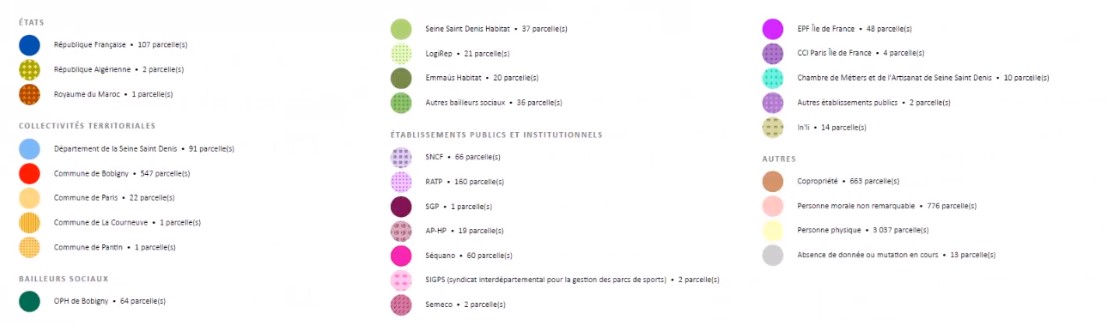 ÉTATS
République Française • 107 parcelle(s)
République Algérienne • 2 parcelle(s)
Royaume du Maroc • 1 parcelle(s)
COLLECTIVITÉS TERRITORIALES
Département de la Seine Saint Denis • 91 parcelle(s)
Commune de Bobigny • 547 parcelle(s)
Commune de Paris • 22 parcelle(s)
Commune de La Courneuve • 1 parcelle(s)
Commune de Pantin • 1 parcelle(s)
BAILLEURS SOCIAUX
OPH de Bobigny • 64 parcelle(s)
Seine Saint Denis Habitat • 37 parcelle(s)
LogiRep • 21 parcelle(s)
Emmaüs Habitat • 20 parcelle(s)
Autres bailleurs sociaux • 36 parcelle(s)
ÉTABLISSEMENTS PUBLICS ET INSTITUTIONNELS
SNCF • 66 parcelle(s)
RATP • 160 parcelle(s)
SGP • 1 parcelle(s)
AP-HP • 19 parcelle(s)
Séquano • 60 parcelle(s)
SIGPS (syndicat interdépartemental pour la gestion des parcs de sports) • 2 parcelle(s)
Semeco • 2 parcelle(s)
EPF Île de France • 48 parcelle(s)
CCI Paris Île de France • 4 parcelle(s)
Chambre de Métiers et de l'Artisanat de Seine Saint Denis • 10 parcelle(s)
Autres établissements publics • 2 parcelle(s)
In'li • 14 parcelle(s)
AUTRES
Copropriété • 663 parcelle(s)
Personne morale non remarquable • 776 parcelle(s)
Personne physique • 3 037 parcelle(s)
Absence de donnée ou mutation en cours • 13 parcelle(s)